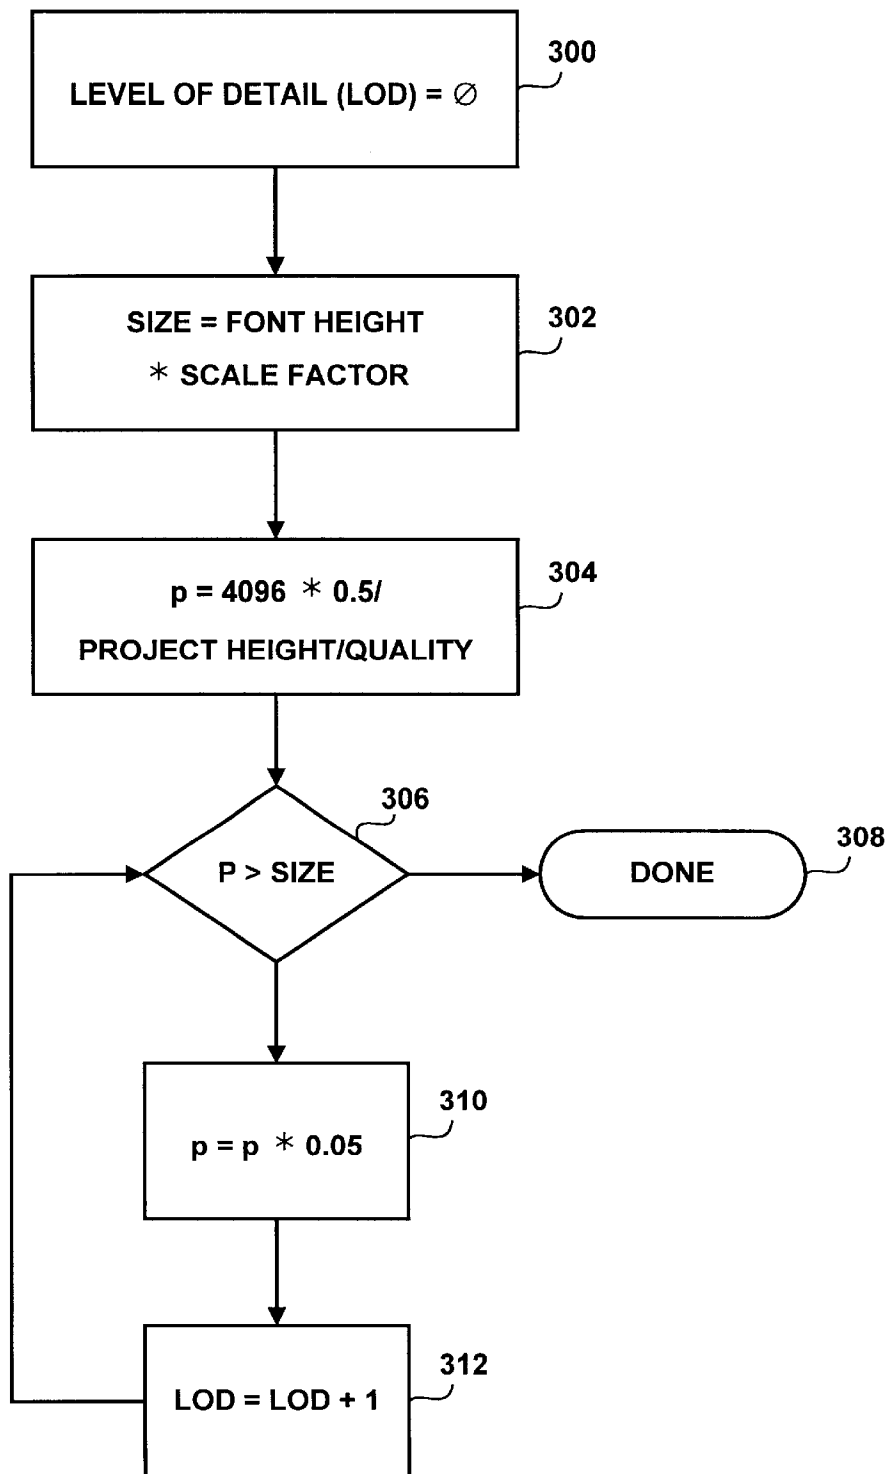 LEVEL OF DETAIL (LOD) = ∅
300
SIZE = FONT HEIGHT
* SCALE FACTOR
302
p = 4096 * 0.5/
PROJECT HEIGHT/QUALITY
304
306
P > SIZE
DONE
308
p = p * 0.05
310
LOD = LOD + 1
312